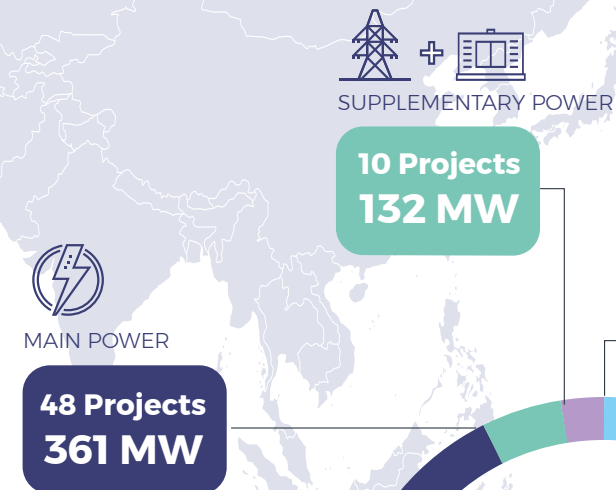 SUPPLEMENTARY POWER
10 Projects
132 MW
MAIN POWER
48 Projects
361 MW